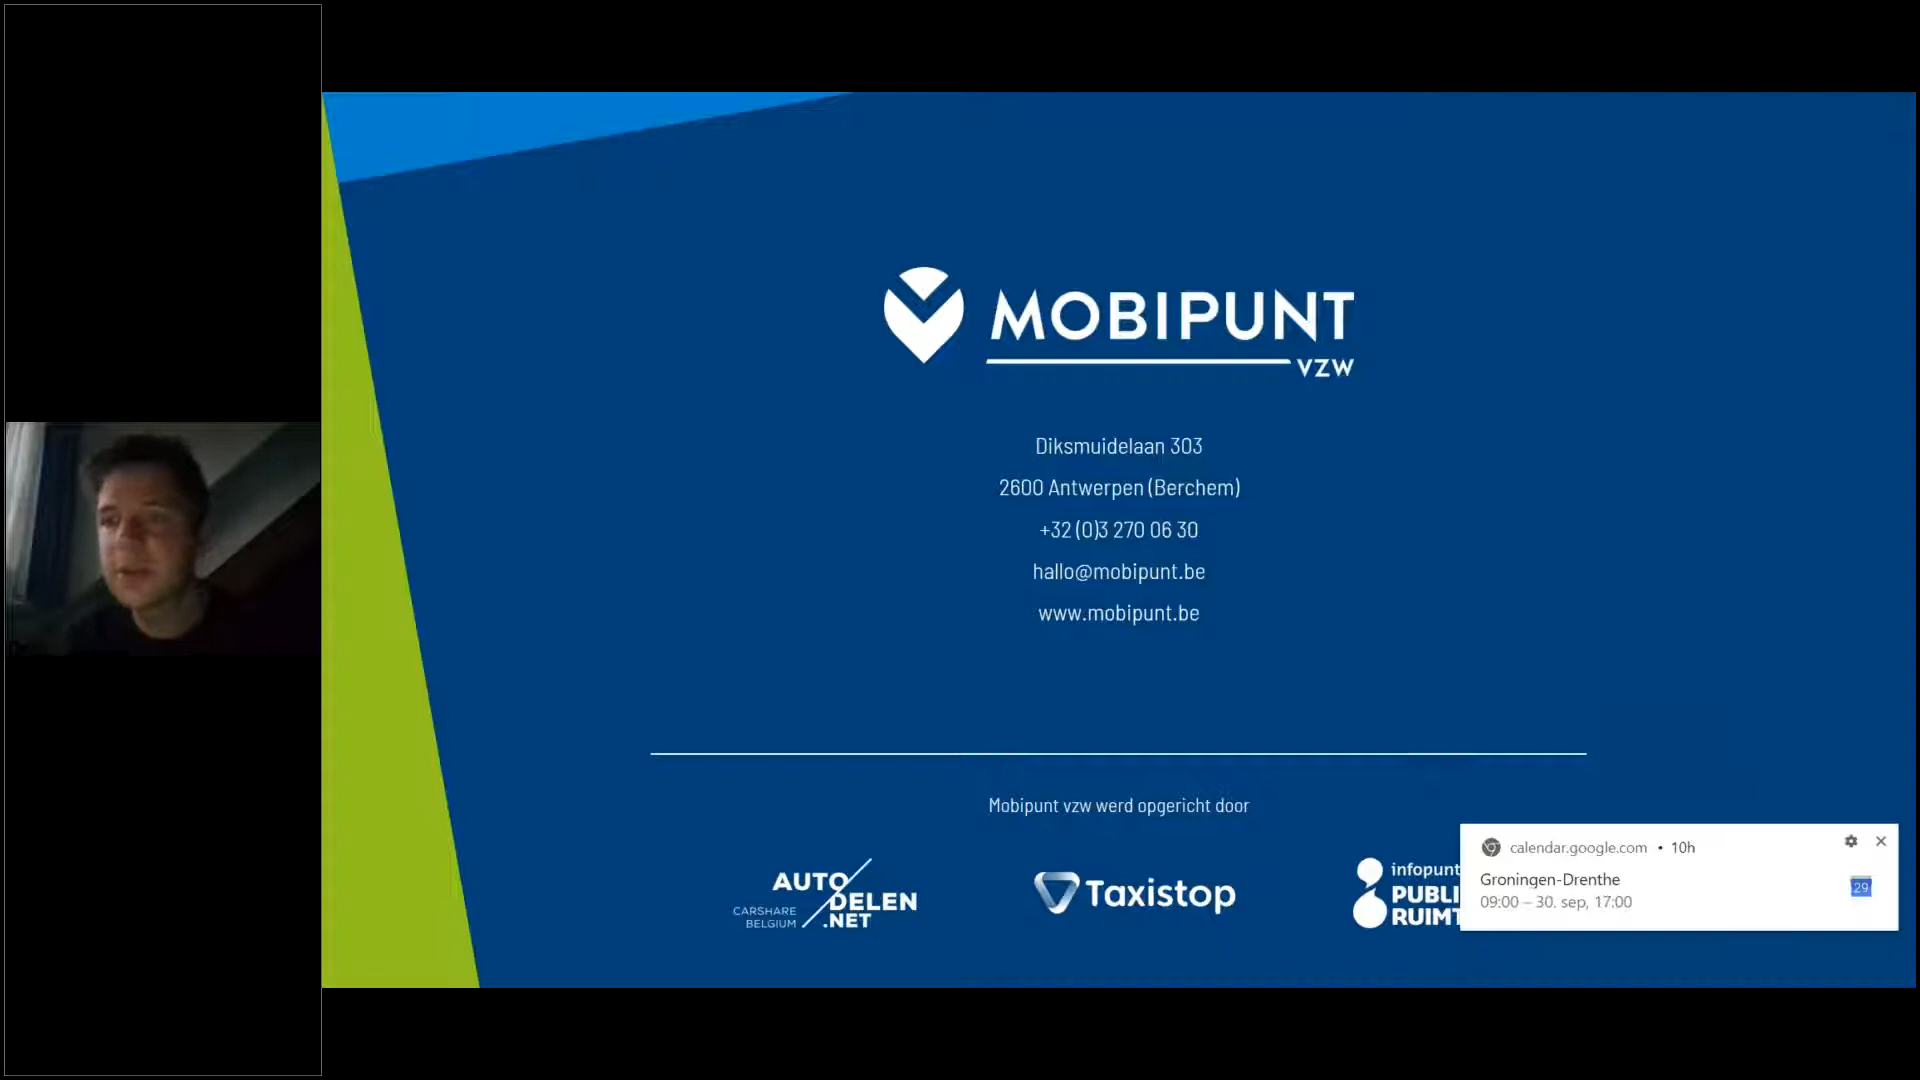 MOBIPUNT
VZW
Diksmuidelaan 303
2600 Antwerpen (Berchem)
+32 (0)3 270 06 30
hallo@mobipunt.be
www.mobipunt.be
Mobipunt vzw werd opgericht door
AUTO
DELEN
.NET
CARSHARE
BELGIUM
Taxistop
infopunt
PUBLI
RUIMT
calendar.google.com • 10h
Groningen-Drenthe
09:00 – 30. sep, 17:00
29